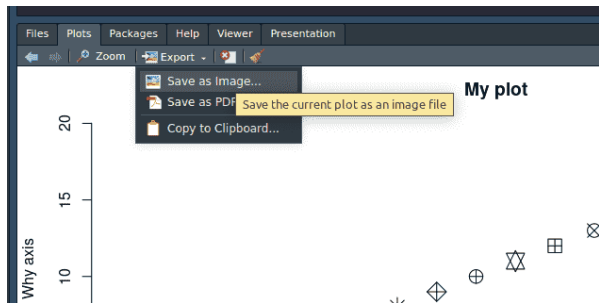 Files Plots Packages Help Viewer Presentation
Zoom Export
Save as Image...
Save as PDF
Save the current plot as an image file
Copy to Clipboard...
My plot
20
15
10
Why axis